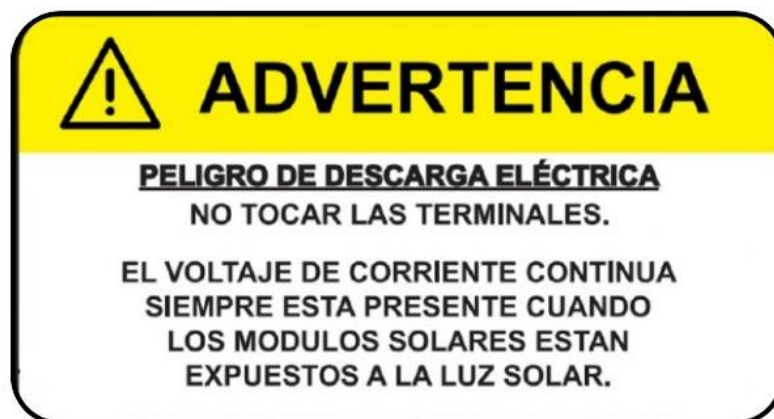 ADVERTENCIA
PELIGRO DE DESCARGA ELÉCTRICA
NO TOCAR LAS TERMINALES.
EL VOLTAJE DE CORRIENTE CONTINUA
SIEMPRE ESTA PRESENTE CUANDO
LOS MODULOS SOLARES ESTAN
EXPUESTOS A LA LUZ SOLAR.